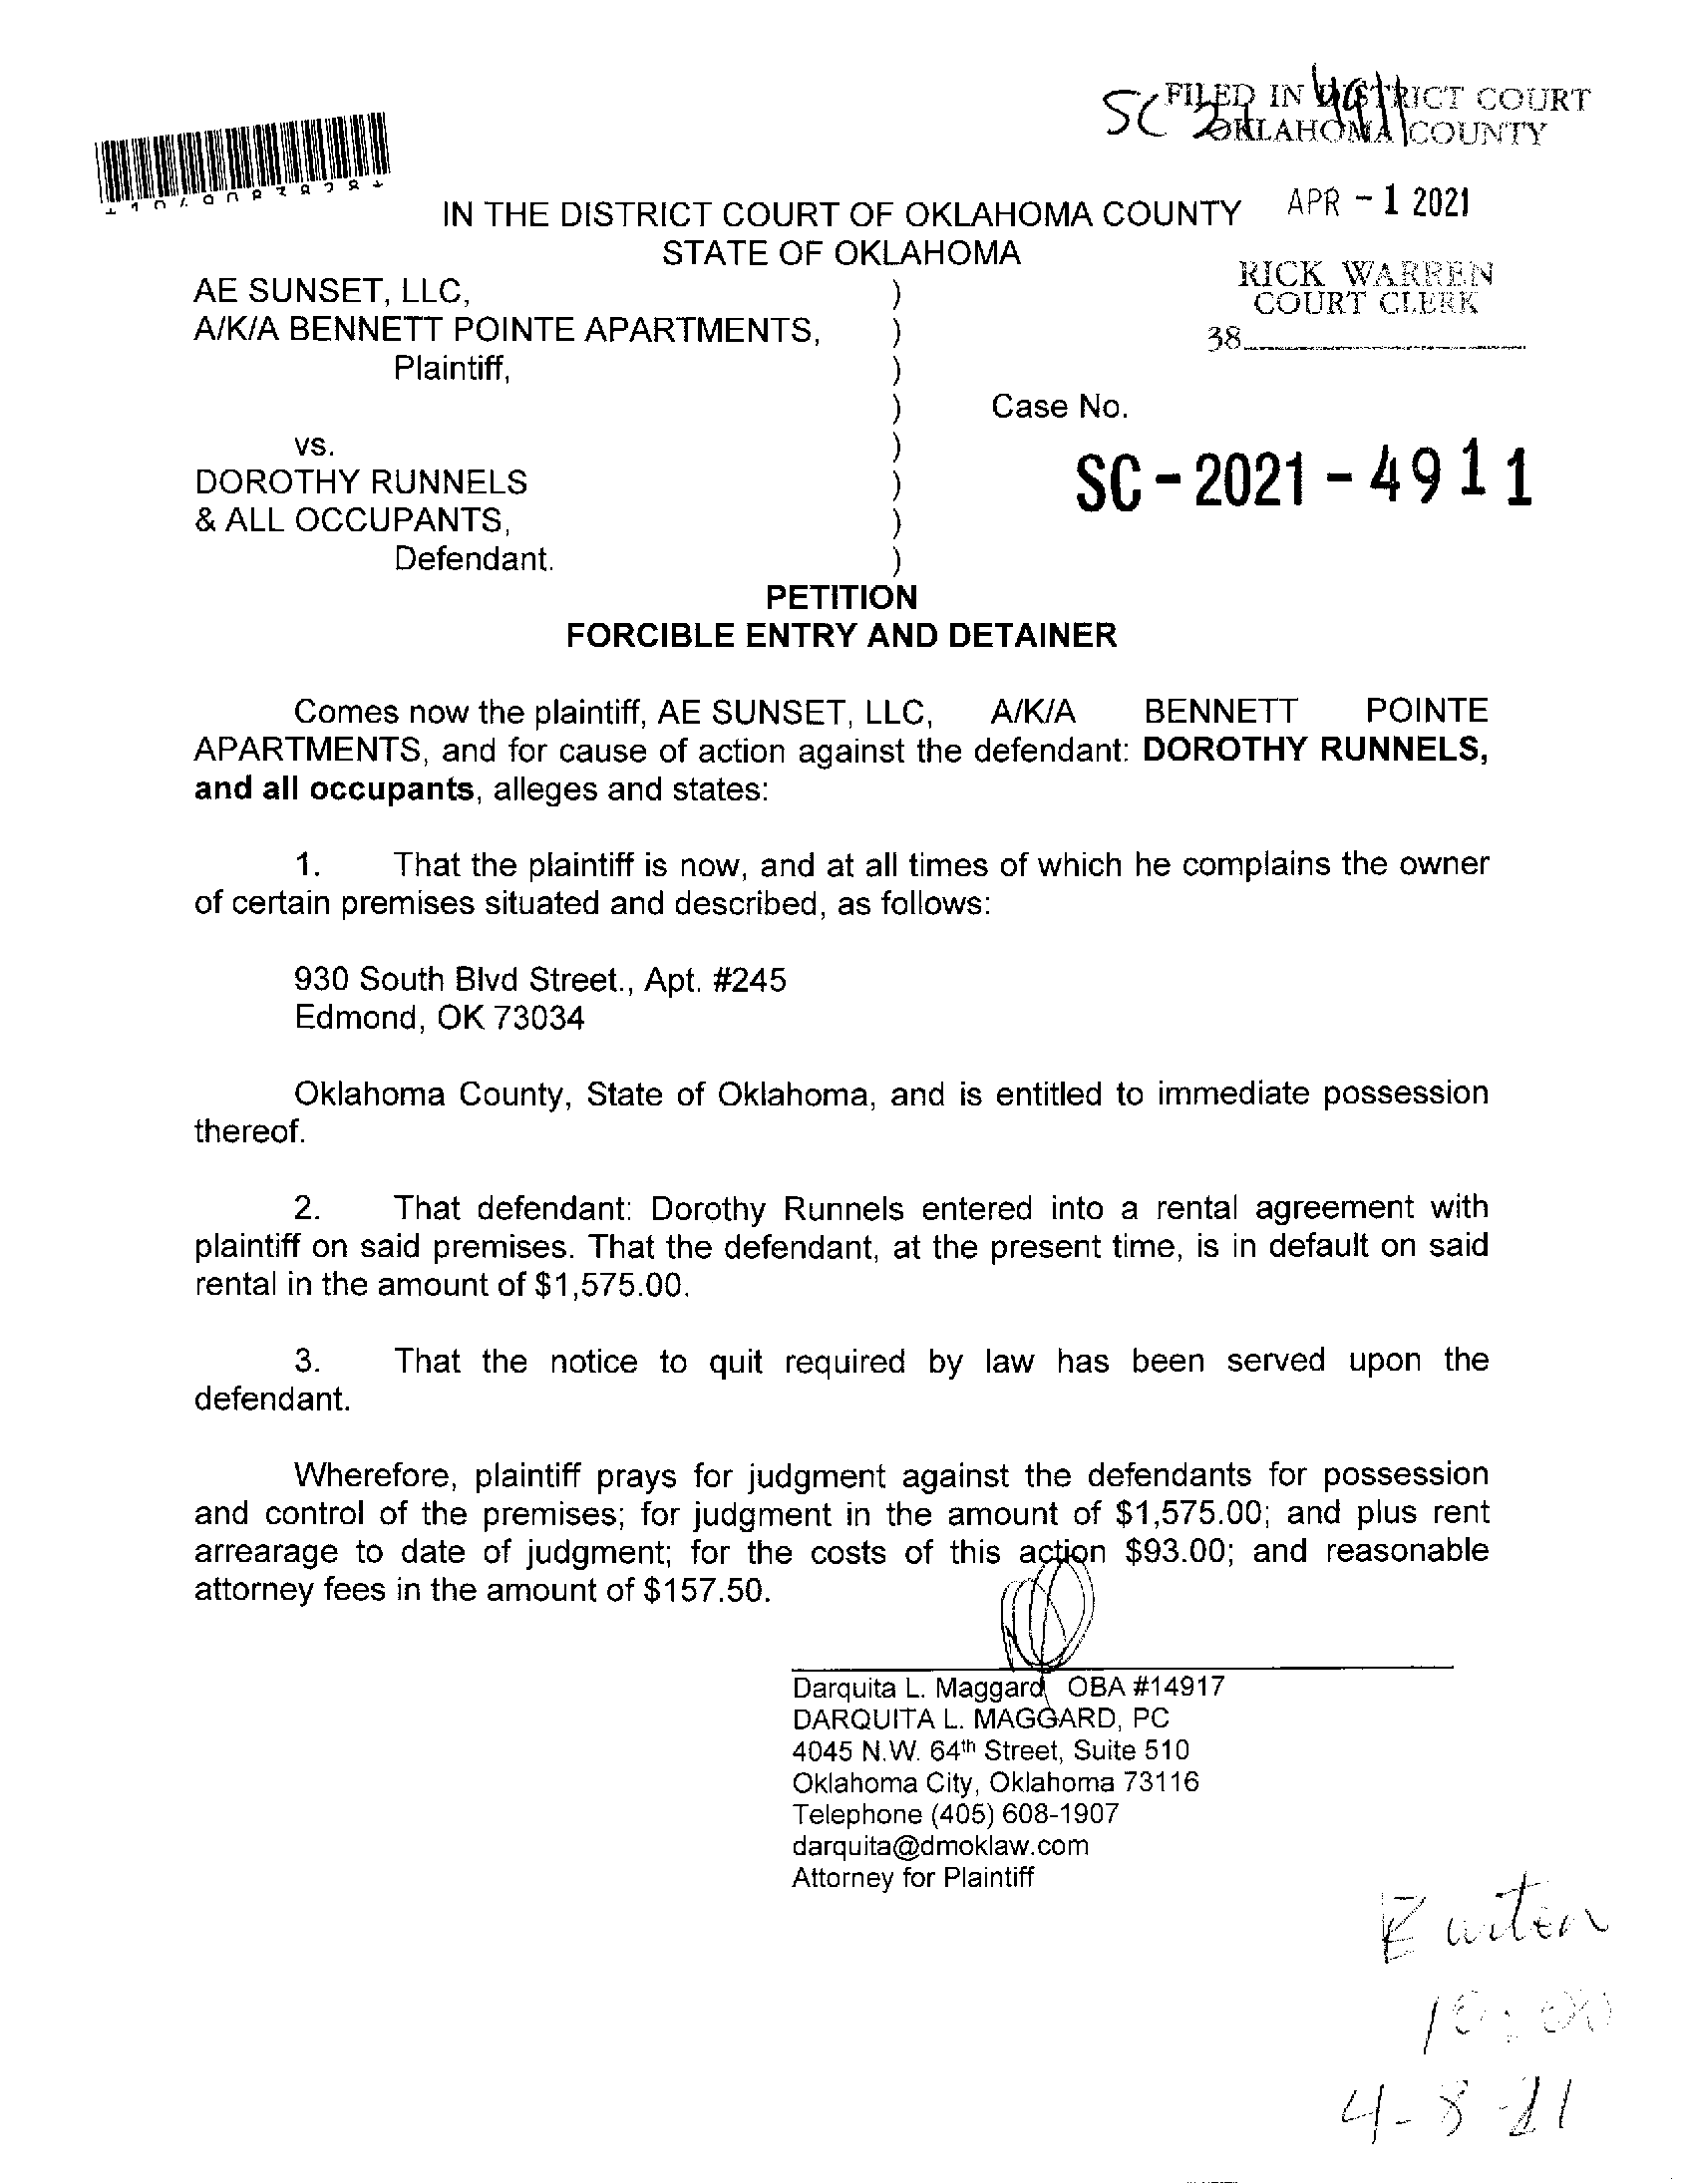 SC 21 4911
FILED IN DISTRICT COURT
OKLAHOMA COUNTY
IN THE DISTRICT COURT OF OKLAHOMA COUNTY
APR - 1 2021
STATE OF OKLAHOMA
RICK WARREN
COURT CLERK
38
AE SUNSET, LLC, )
A/K/A BENNETT POINTE APARTMENTS, )
Plaintiff, )
) Case No.
vs. )
SC - 2021 - 4911
DOROTHY RUNNELS )
& ALL OCCUPANTS, )
Defendant. )
PETITION
FORCIBLE ENTRY AND DETAINER
Comes now the plaintiff, AE SUNSET, LLC, A/K/A BENNETT POINTE
APARTMENTS, and for cause of action against the defendant: DOROTHY RUNNELS,
and all occupants, alleges and states:
1. That the plaintiff is now, and at all times of which he complains the owner
of certain premises situated and described, as follows:
930 South Blvd Street., Apt. #245
Edmond, OK 73034
Oklahoma County, State of Oklahoma, and is entitled to immediate possession
thereof.
2. That defendant: Dorothy Runnels entered into a rental agreement with
plaintiff on said premises. That the defendant, at the present time, is in default on said
rental in the amount of $1,575.00.
3. That the notice to quit required by law has been served upon the
defendant.
Wherefore, plaintiff prays for judgment against the defendants for possession
and control of the premises; for judgment in the amount of $1,575.00; and plus rent
arrearage to date of judgment; for the costs of this action $93.00; and reasonable
attorney fees in the amount of $157.50.
Darquita L. Maggard OBA #14917
DARQUITA L. MAGGARD, PC
4045 N.W. 64th Street, Suite 510
Oklahoma City, Oklahoma 73116
Telephone (405) 608-1907
darquita@dmoklaw.com
Attorney for Plaintiff
10:00
4-8-21